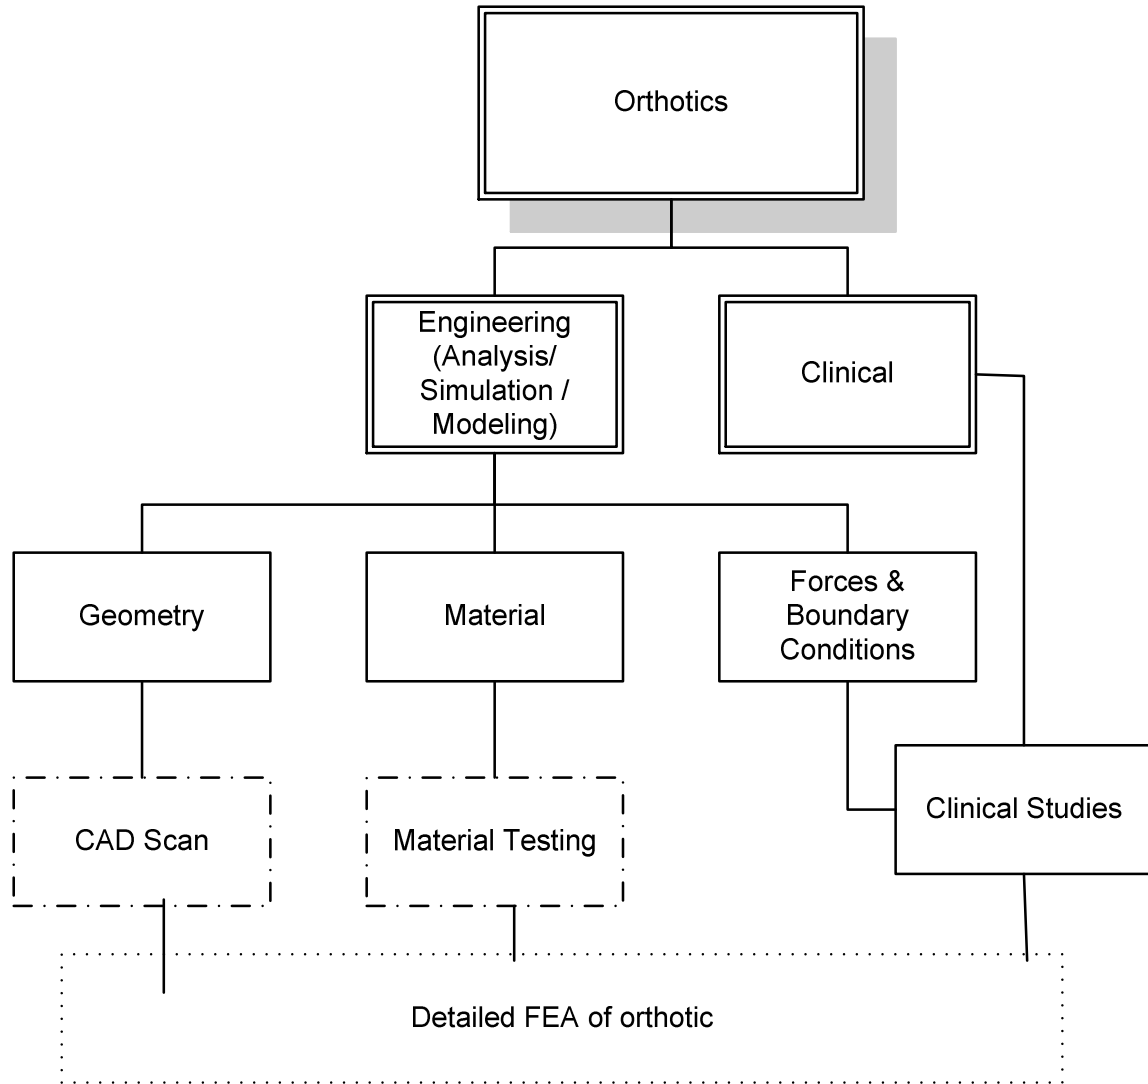 Orthotics
Engineering
(Analysis/
Simulation /
Modeling)
Clinical
Geometry
Material
Forces &
Boundary
Conditions
CAD Scan
Material Testing
Clinical Studies
Detailed FEA of orthotic